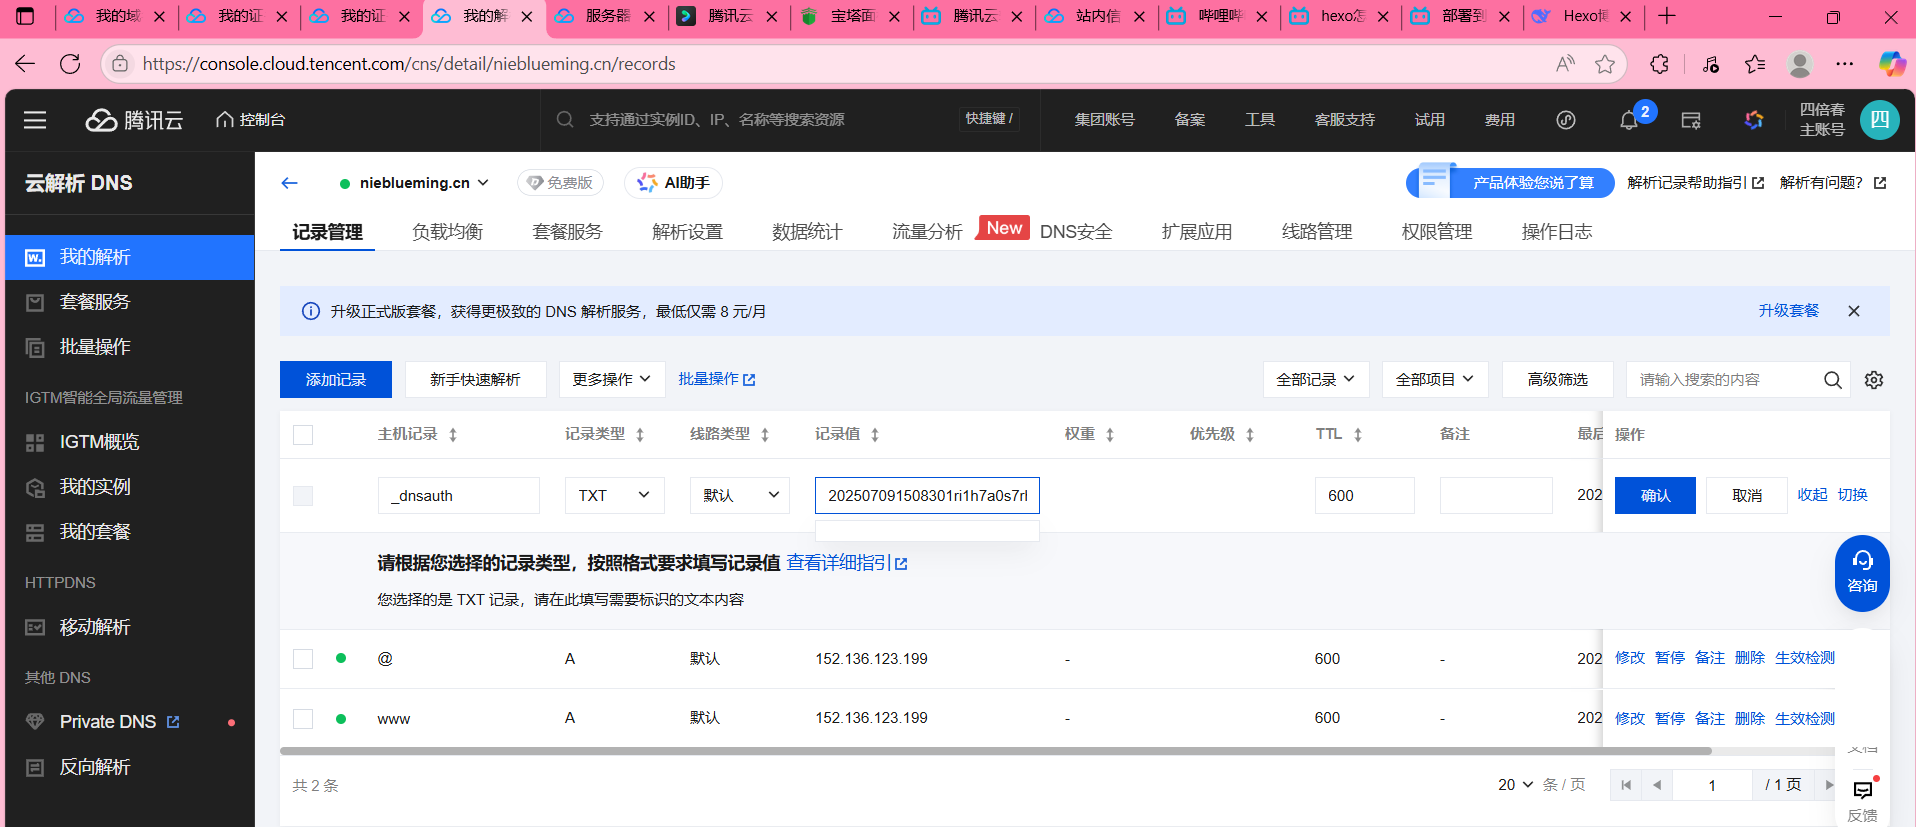 我的域
我的证
我的证
我的解
服务器
腾讯云
宝塔面
腾讯云
站内信
哔哩哔
hexo怎
部署到
Hexo博
https://console.cloud.tencent.com/cns/detail/nieblueming.cn/records
腾讯云
控制台
支持通过实例ID、IP、名称等搜索资源
快捷键 /
集团账号
备案
工具
客服支持
试用
费用
2
四倍春
主账号
四
云解析 DNS
我的解析
套餐服务
批量操作
IGTM智能全局流量管理
IGTM概览
我的实例
我的套餐
HTTPDNS
移动解析
其他 DNS
Private DNS
反向解析
nieblueming.cn
免费版
AI助手
产品体验您说了算
解析记录帮助指引
解析有问题?
记录管理
负载均衡
套餐服务
解析设置
数据统计
流量分析
New
DNS安全
扩展应用
线路管理
权限管理
操作日志
升级正式版套餐，获得更极致的 DNS 解析服务，最低仅需 8 元/月
升级套餐
添加记录
新手快速解析
更多操作
批量操作
全部记录
全部项目
高级筛选
请输入搜索的内容
主机记录
记录类型
线路类型
记录值
权重
优先级
TTL
备注
最后
操作
_dnsauth
TXT
默认
202507091508301ri1h7a0s7rl
600
202
确认
取消
收起
切换
请根据您选择的记录类型，按照格式要求填写记录值 查看详细指引
您选择的是 TXT 记录，请在此填写需要标识的文本内容
咨询
@
A
默认
152.136.123.199
-
600
-
202
修改
暂停
备注
删除
生效检测
www
A
默认
152.136.123.199
-
600
-
202
修改
暂停
备注
删除
生效检测
文档
共 2 条
20
条 / 页
1
/ 1 页
反馈